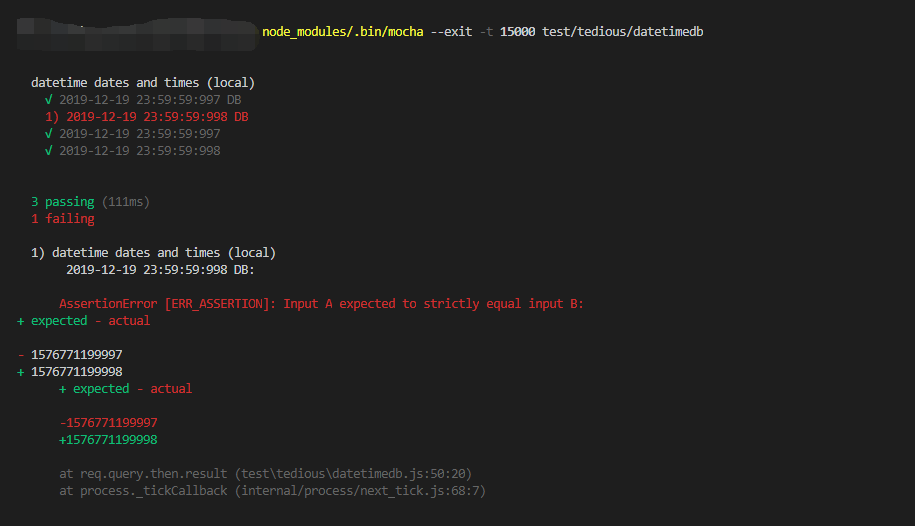 node_modules/.bin/mocha --exit -t 15000 test/tedious/datetimedb
datetime dates and times (local)
√ 2019-12-19 23:59:59:997 DB
1) 2019-12-19 23:59:59:998 DB
√ 2019-12-19 23:59:59:997
√ 2019-12-19 23:59:59:998
3 passing (111ms)
1 failing
1) datetime dates and times (local)
2019-12-19 23:59:59:998 DB:
AssertionError [ERR_ASSERTION]: Input A expected to strictly equal input B:
+ expected - actual
- 1576771199997
+ 1576771199998
+ expected - actual
-1576771199997
+1576771199998
at req.query.then.result (test\tedious\datetimedb.js:50:20)
at process._tickCallback (internal/process/next_tick.js:68:7)